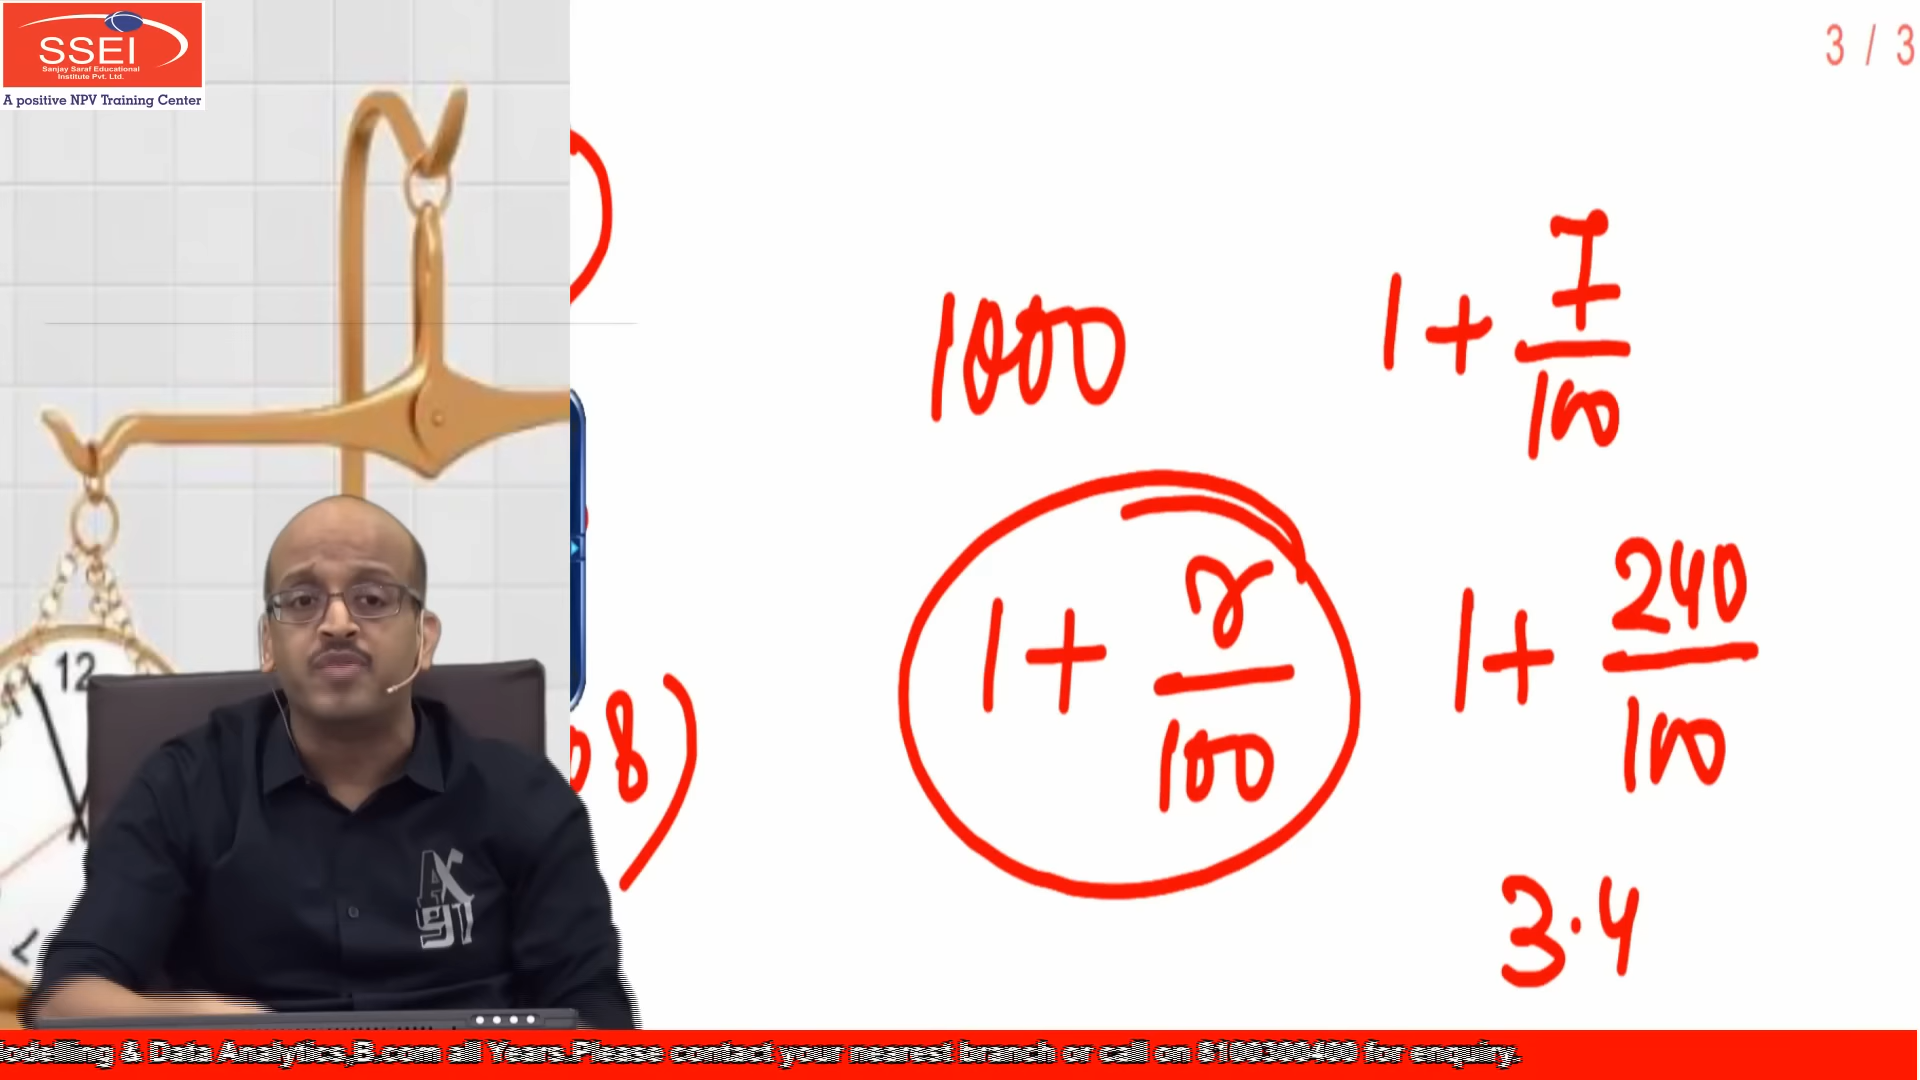 SSEI
Sanjay Saraf Educational
Institute Pvt. Ltd.
A positive NPV Training Center
3 / 3
12
1000
1 + 7/100
1 + r/100
1 + 240/100
08)
3.4
odelling & Data Analytics,B.com all Years.Please contact your nearest branch or call on 8100300400 for enquiry.